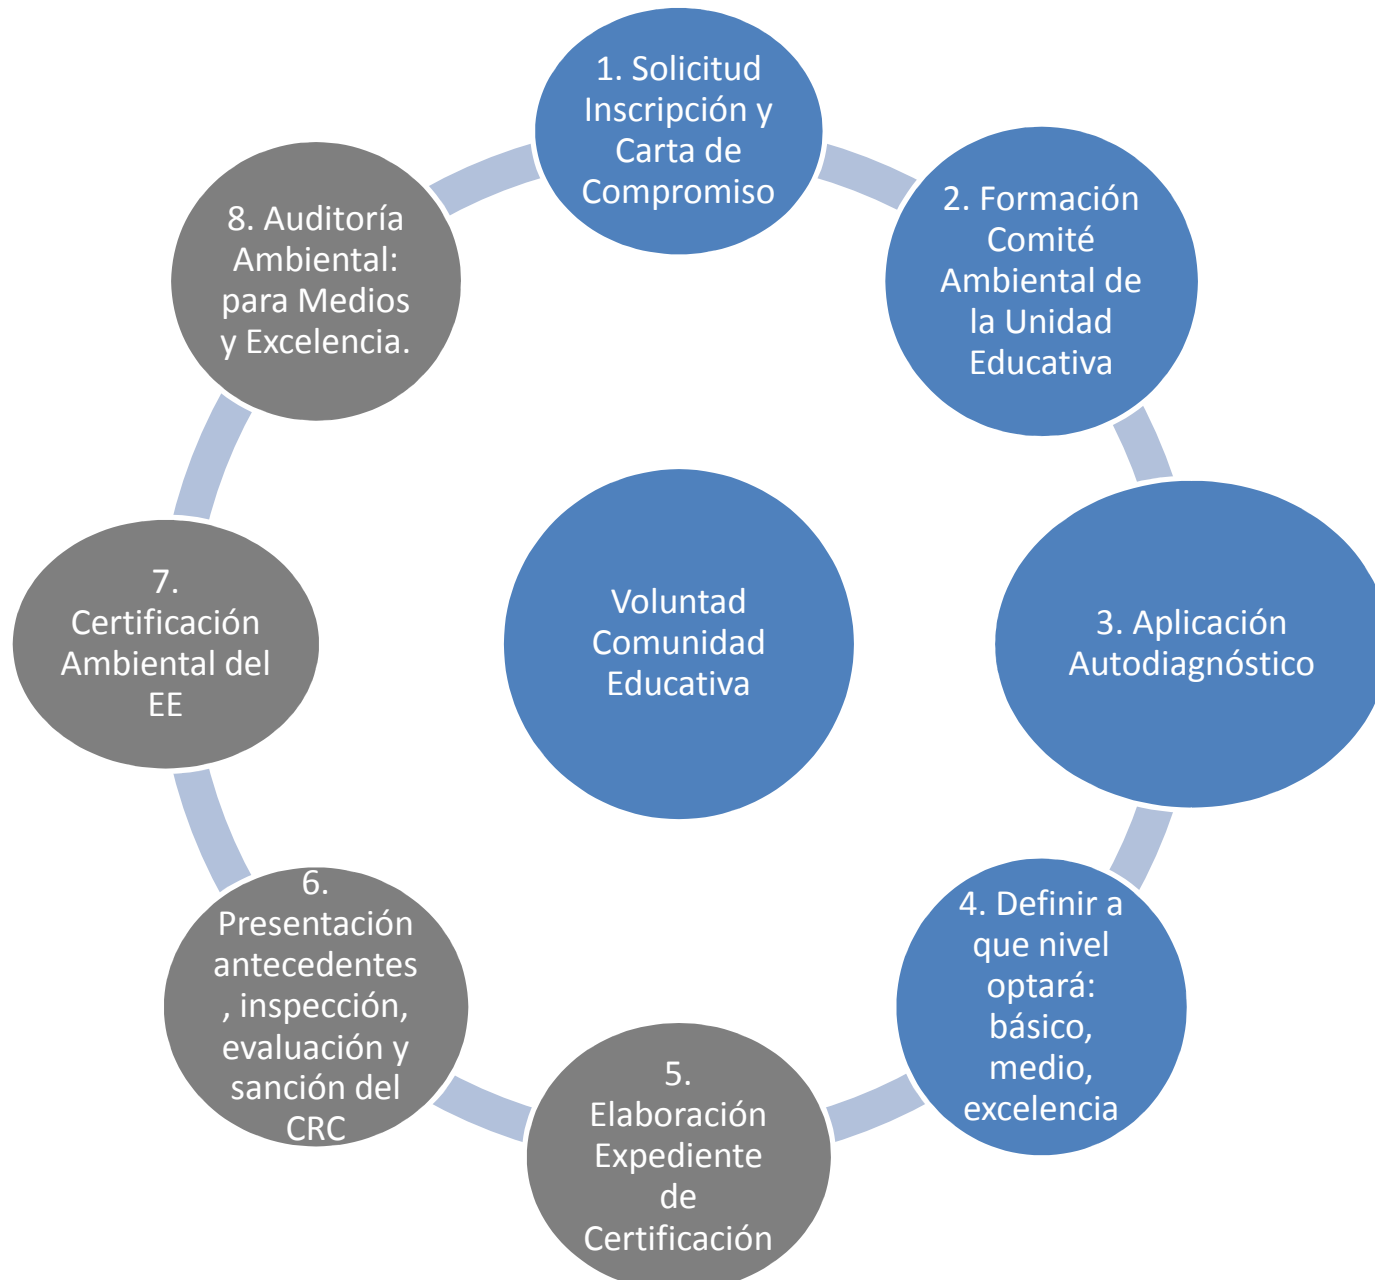 1. Solicitud
Inscripción y
Carta de
Compromiso
2. Formación
Comité
Ambiental de
la Unidad
Educativa
3. Aplicación
Autodiagnóstico
4. Definir a
que nivel
optará:
básico,
medio,
excelencia
5.
Elaboración
Expediente
de
Certificación
6.
Presentación
antecedentes
, inspección,
evaluación y
sanción del
CRC
7.
Certificación
Ambiental del
EE
8. Auditoría
Ambiental:
para Medios
y Excelencia.
Voluntad
Comunidad
Educativa